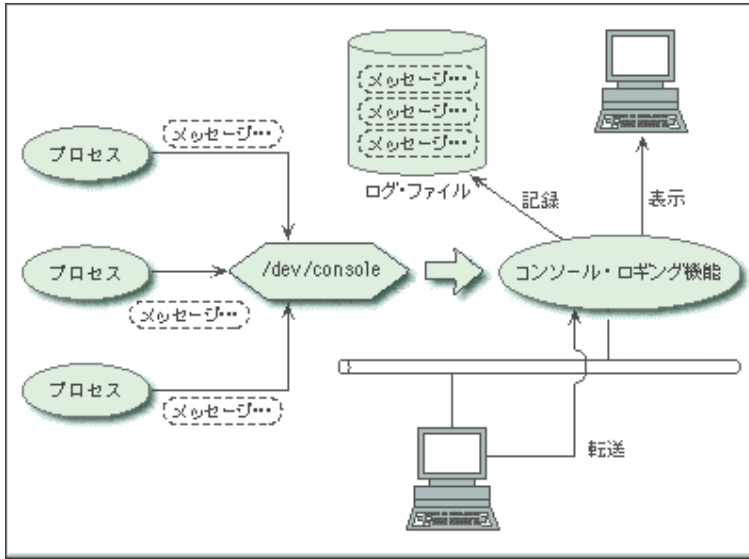 メッセージ…
メッセージ…
メッセージ…
ログ・ファイル
記録
表示
プロセス
メッセージ…
プロセス
メッセージ…
プロセス
メッセージ…
/dev/console
コンソール・ロギング機能
転送